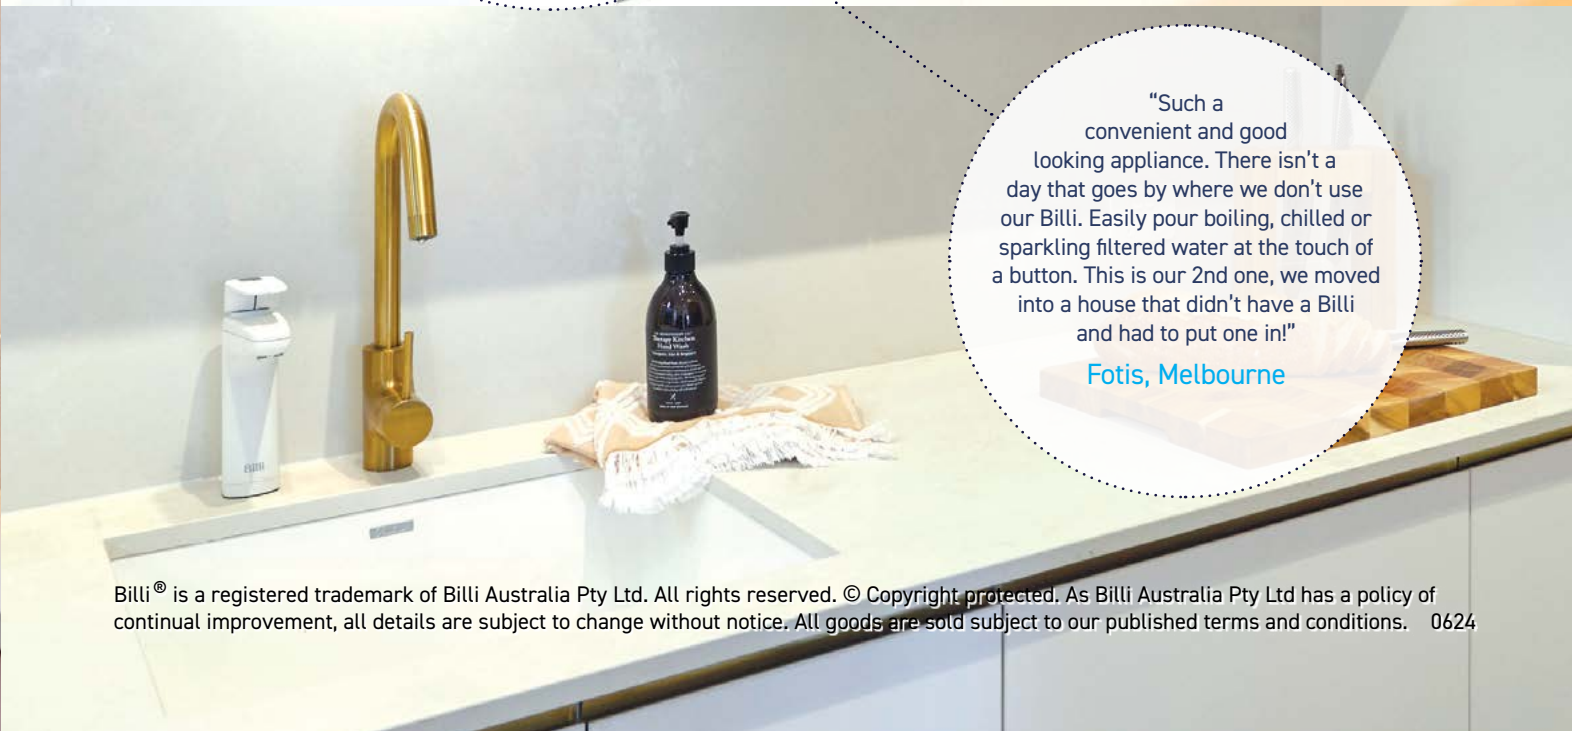 “Such a
convenient and good
looking appliance. There isn’t a
day that goes by where we don’t use
our Billi. Easily pour boiling, chilled or
sparkling filtered water at the touch of
a button. This is our 2nd one, we moved
into a house that didn’t have a Billi
and had to put one in!”
Fotis, Melbourne
Therapy Kitchen
Hand Wash
Billi
Billi® is a registered trademark of Billi Australia Pty Ltd. All rights reserved. © Copyright protected. As Billi Australia Pty Ltd has a policy of
continual improvement, all details are subject to change without notice. All goods are sold subject to our published terms and conditions. 0624